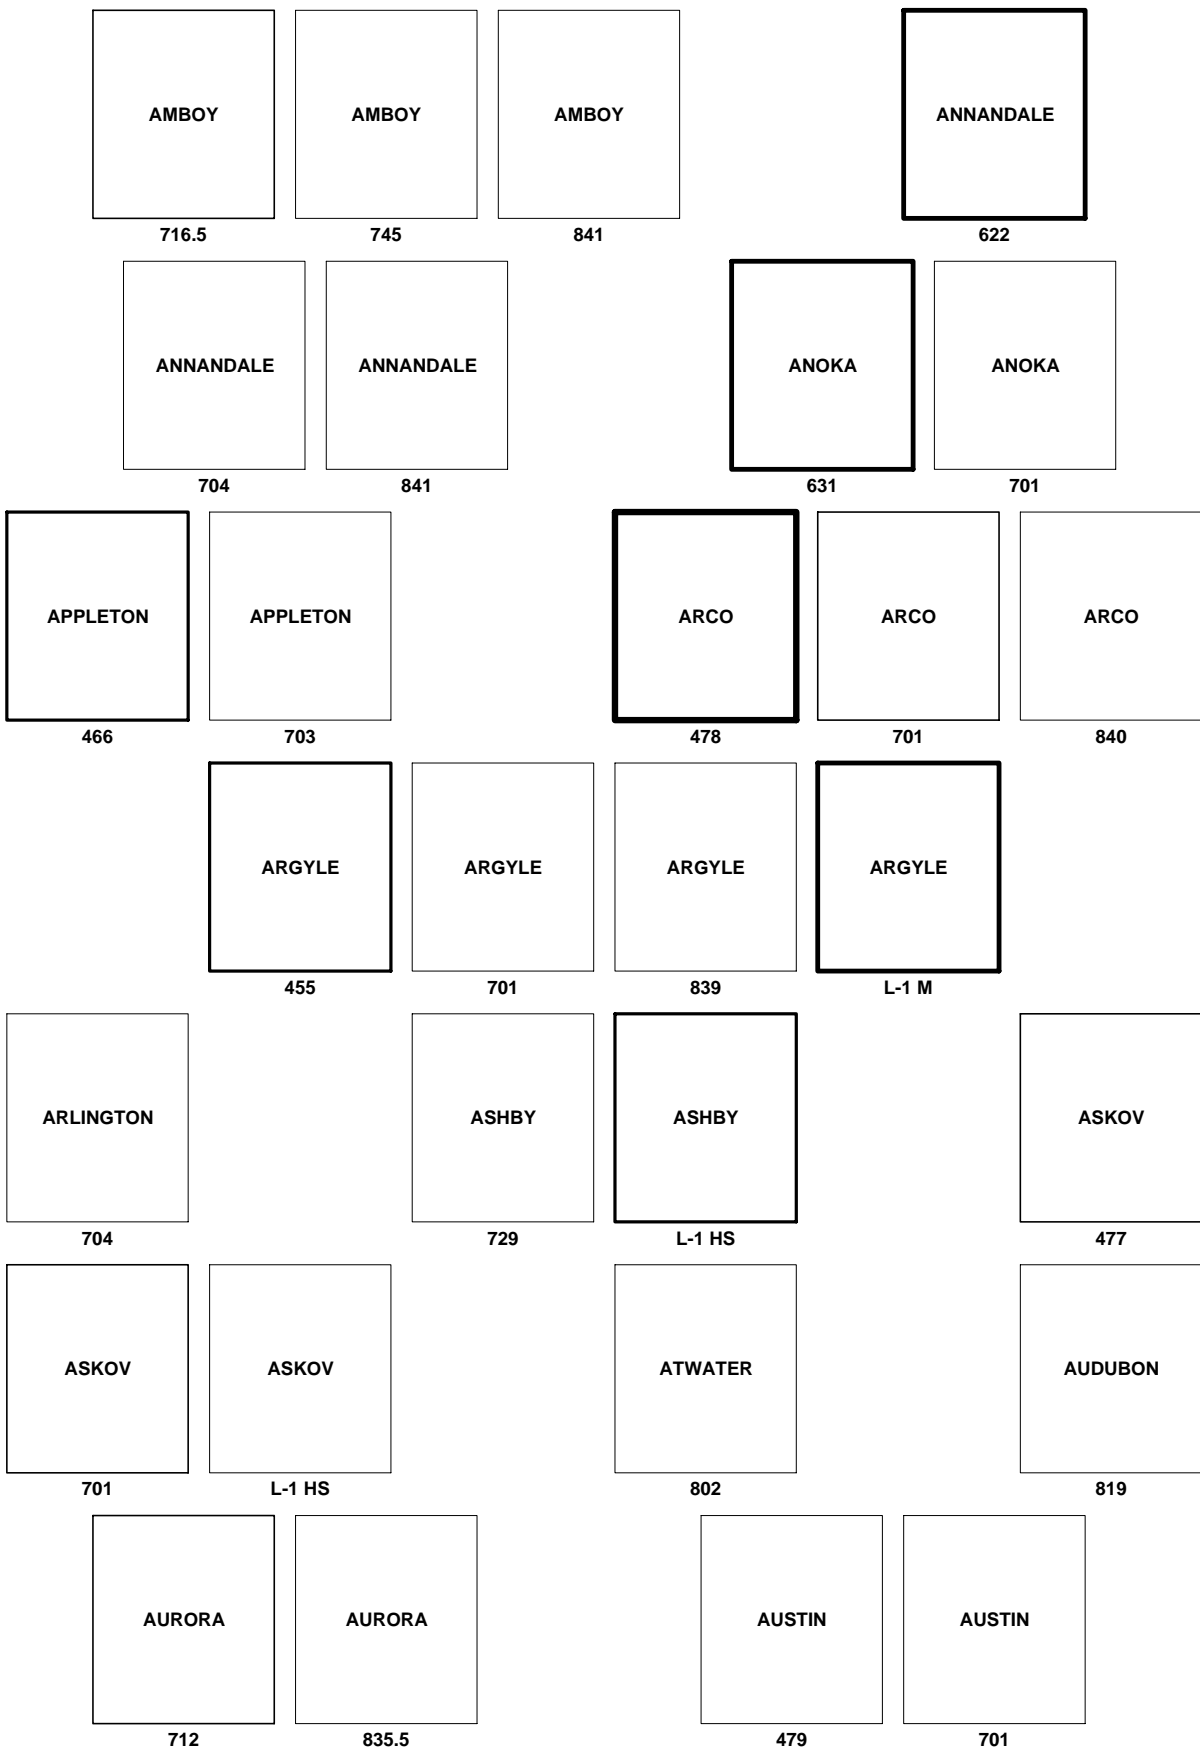 AMBOY AMBOY AMBOY ANNANDALE
716.5 745 841 622
ANNANDALE ANNANDALE ANOKA ANOKA
704 841 631 701
APPLETON APPLETON ARCO ARCO ARCO
466 703 478 701 840
ARGYLE ARGYLE ARGYLE ARGYLE
455 701 839 L-1 M
ARLINGTON ASHBY ASHBY ASKOV
704 729 L-1 HS 477
ASKOV ASKOV ATWATER AUDUBON
701 L-1 HS 802 819
AURORA AURORA AUSTIN AUSTIN
712 835.5 479 701